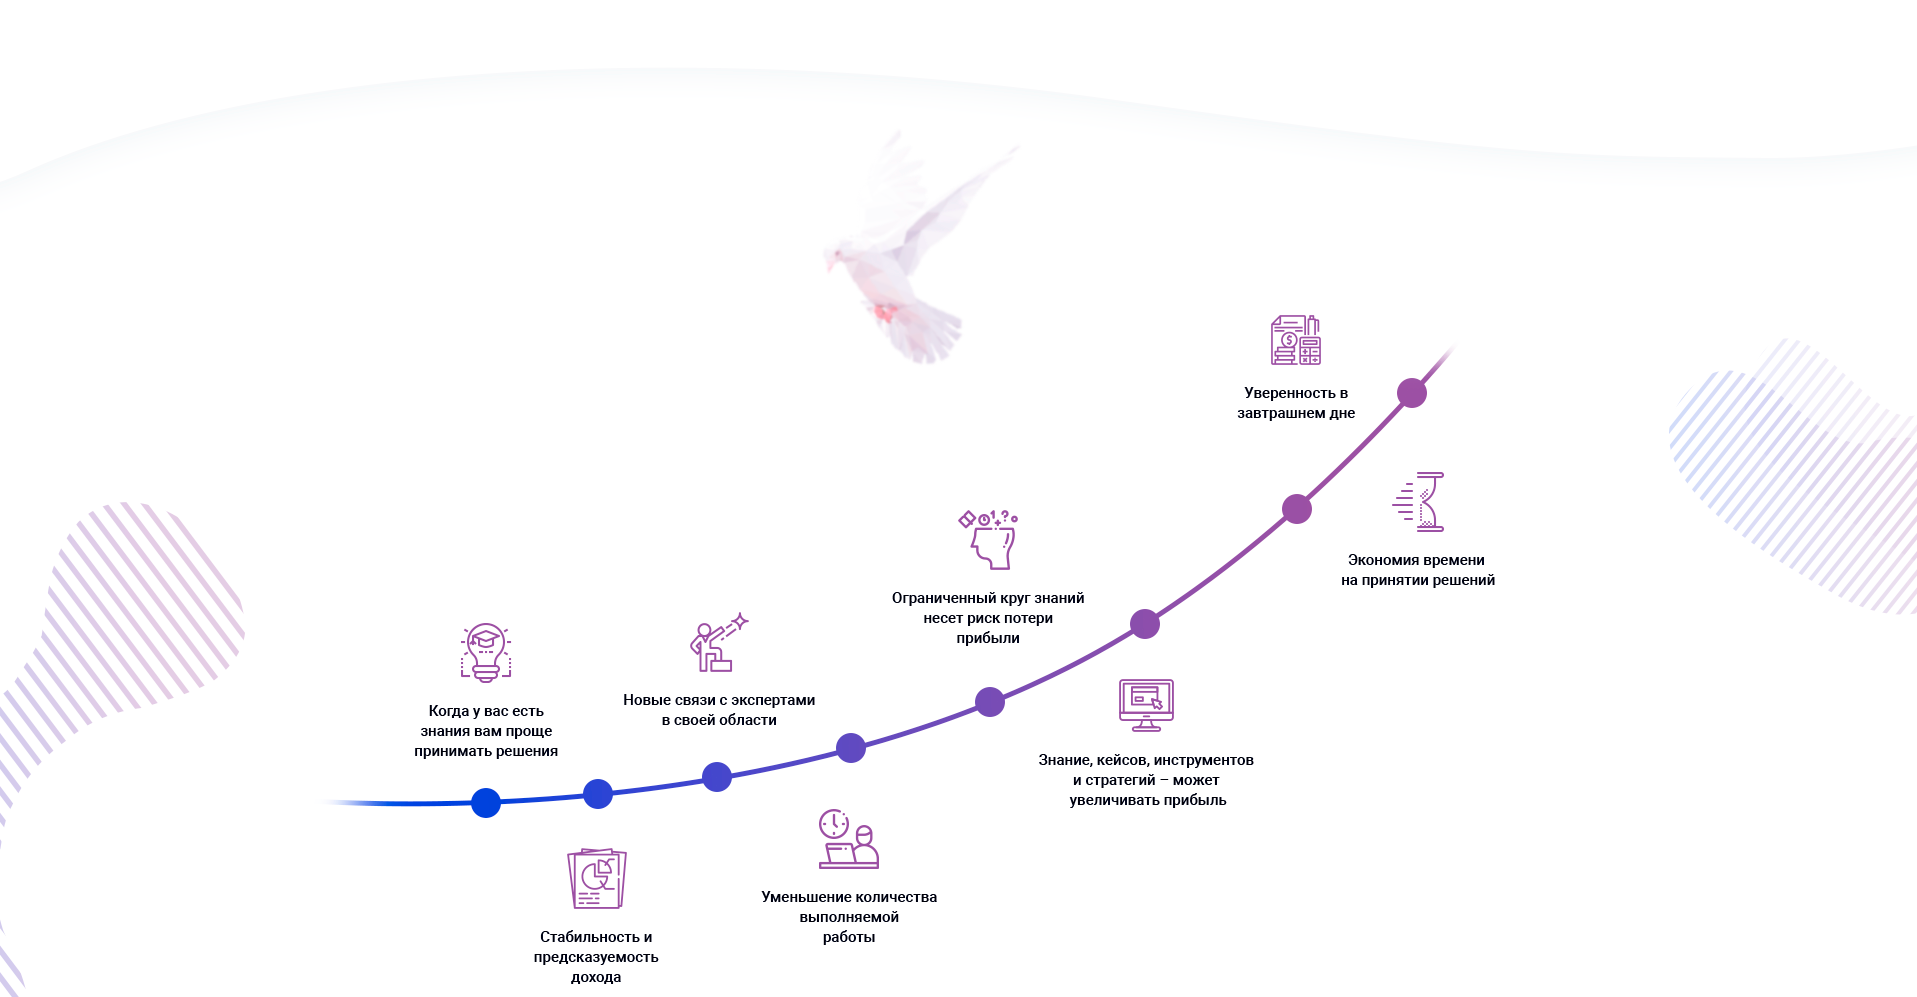 Когда у вас есть
знания вам проще
принимать решения
Стабильность и
предсказуемость
дохода
Новые связи с экспертами
в своей области
Уменьшение количества
выполняемой
работы
Ограниченный круг знаний
несет риск потери
прибыли
Знание, кейсов, инструментов
и стратегий – может
увеличивать прибыль
Уверенность в
завтрашнем дне
Экономия времени
на принятии решений